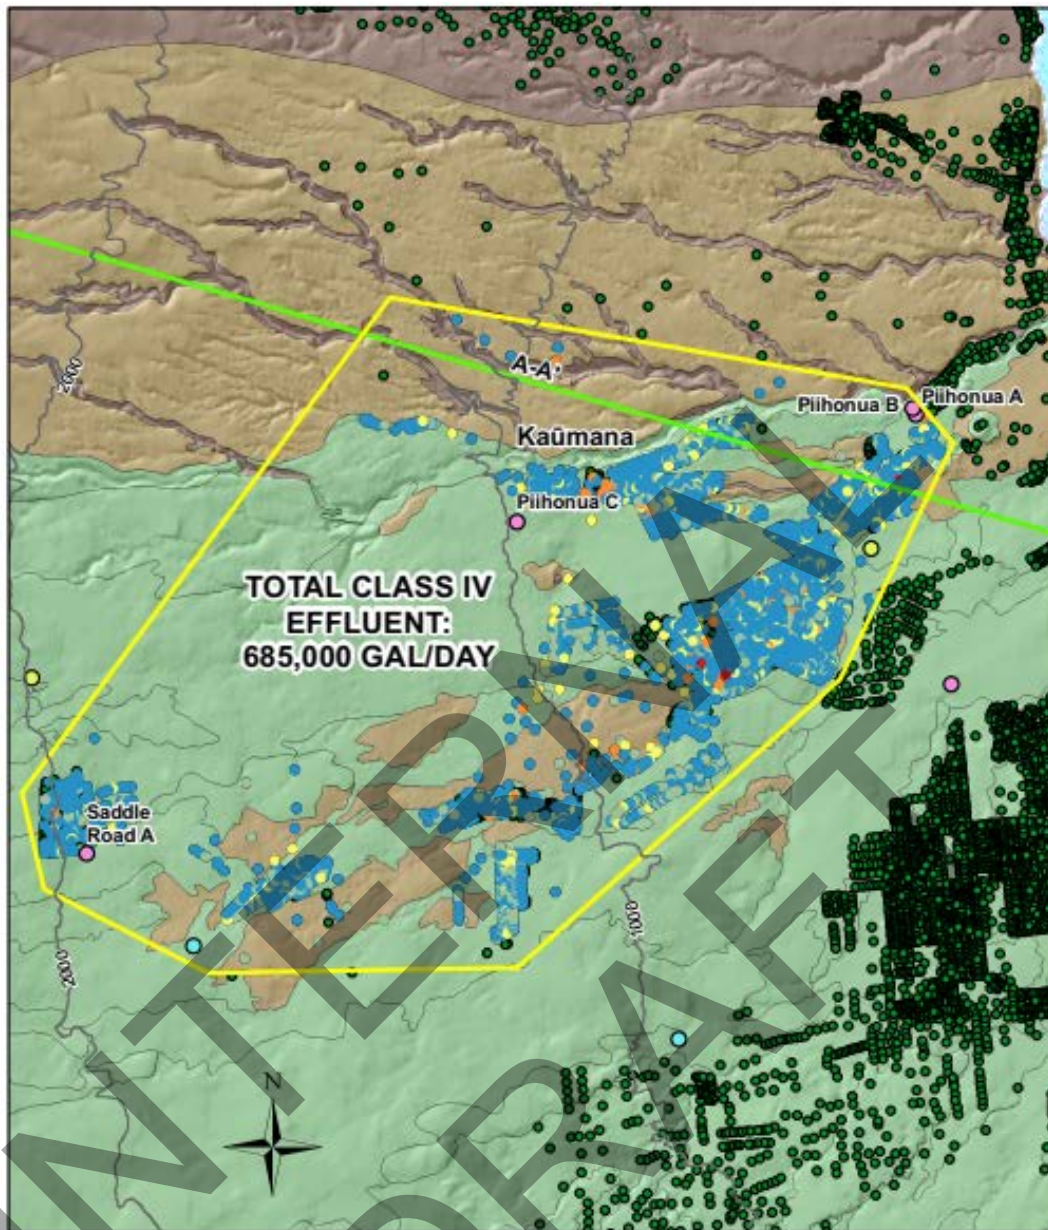 2000
A-A'
Piihonua B
Piihonua A
Kaūmana
Piihonua C
TOTAL CLASS IV
EFFLUENT:
685,000 GAL/DAY
Saddle
Road A
1000
2000
N
INTERNAL
DRAFT